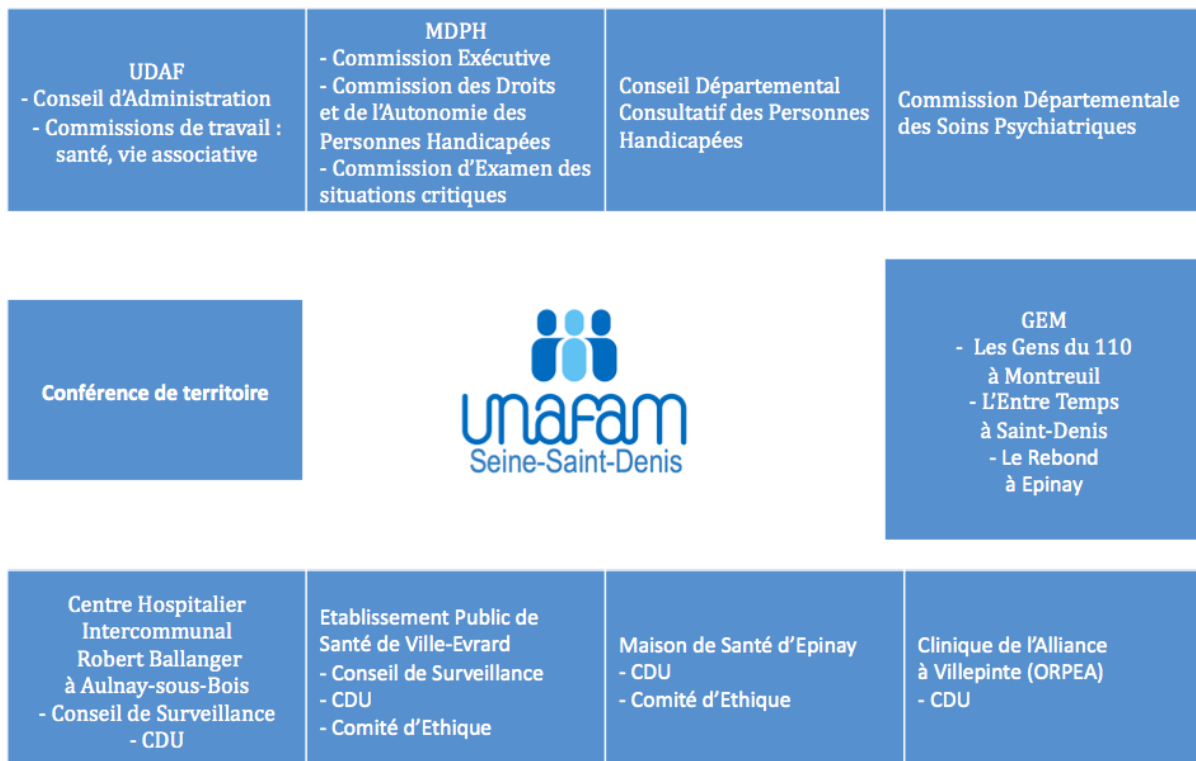 UDAF
- Conseil d’Administration
- Commissions de travail :
santé, vie associative
MDPH
- Commission Exécutive
- Commission des Droits
et de l’Autonomie des
Personnes Handicapées
- Commission d’Examen des
situations critiques
Conseil Départemental
Consultatif des Personnes
Handicapées
Commission Départementale
des Soins Psychiatriques
Conférence de territoire
unafam
Seine-Saint-Denis
GEM
- Les Gens du 110
à Montreuil
- L’Entre Temps
à Saint-Denis
- Le Rebond
à Epinay
Centre Hospitalier
Intercommunal
Robert Ballanger
à Aulnay-sous-Bois
- Conseil de Surveillance
- CDU
Etablissement Public de
Santé de Ville-Evrard
- Conseil de Surveillance
- CDU
- Comité d’Ethique
Maison de Santé d’Epinay
- CDU
- Comité d’Ethique
Clinique de l’Alliance
à Villepinte (ORPEA)
- CDU